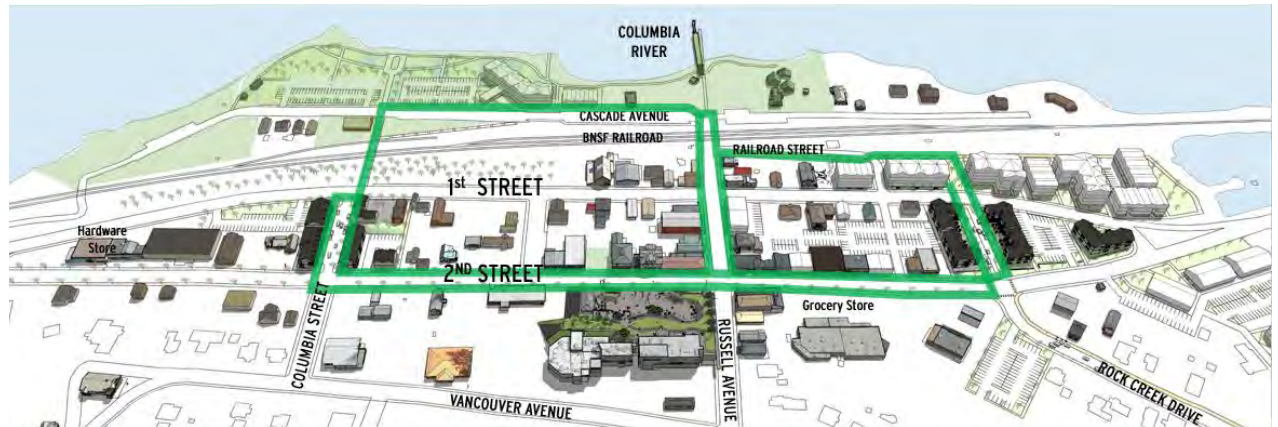 COLUMBIA
RIVER
CASCADE AVENUE
BNSF RAILROAD
RAILROAD STREET
1st STREET
Hardware
Store
2ND STREET
COLUMBIA STREET
Grocery Store
RUSSELL AVENUE
ROCK CREEK DRIVE
VANCOUVER AVENUE